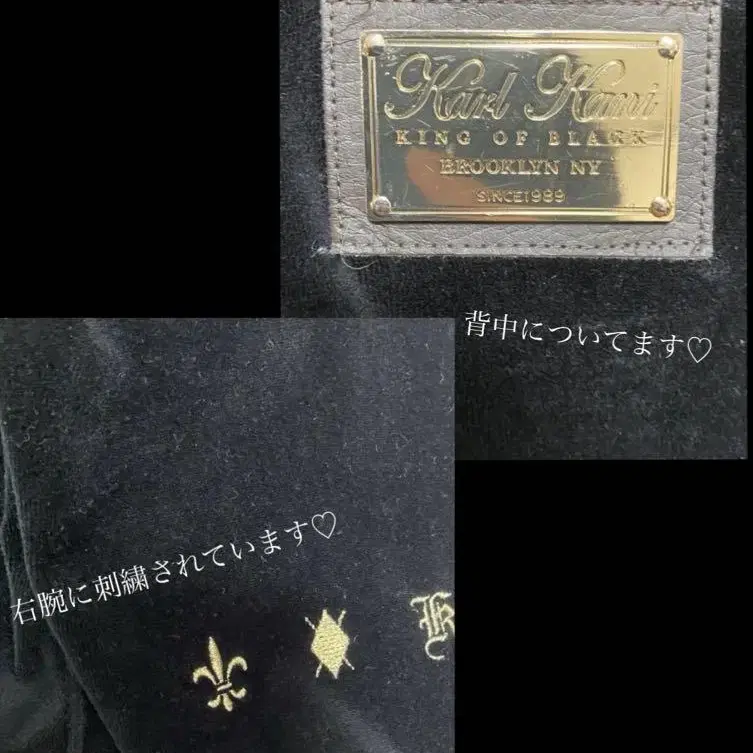 Karl Kani
KING OF BLARK
BROOKLYN NY
SINCE1989
背中についてます♡
右腕に刺繍されています♡
K